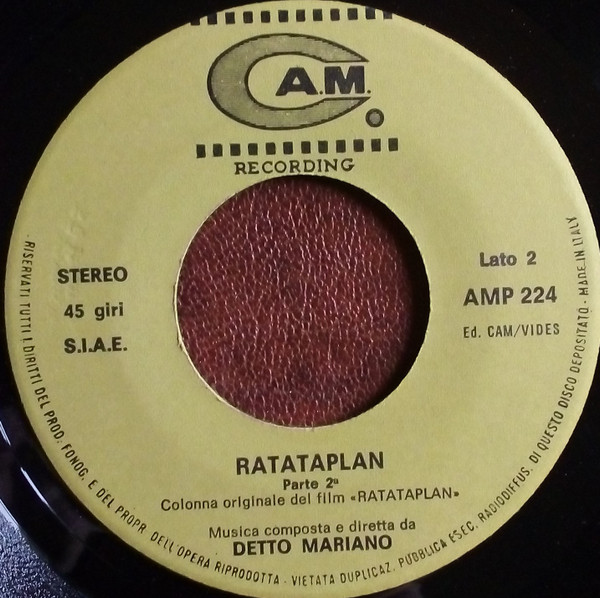 C.A.M.
RECORDING
STEREO
45 giri
S.I.A.E.
Lato 2
AMP 224
Ed. CAM/VIDES
RATATAPLAN
Parte 2ª
Colonna originale del film «RATATAPLAN»
Musica composta e diretta da
DETTO MARIANO
RISERVATI TUTTI I DIRITTI DEL PROD. FONOG. E DEL PROPR. DELL'OPERA RIPRODOTTA - VIETATA DUPLICAZ. PUBBLICA ESEC. RADIODIFFUS. DI QUESTO DISCO DEPOSITATO - MADE IN ITALY